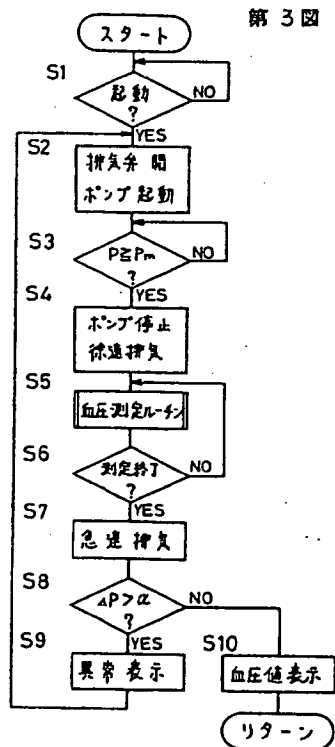 第3図
スタート
S1
起動
?
NO
YES
S2
排気弁閉
ポンプ起動
S3
P≧Pm
?
NO
YES
S4
ポンプ停止
徐速排気
S5
血圧測定ルーチン
S6
測定終了
?
NO
YES
S7
急速排気
S8
ΔP>α
?
NO
YES
S9
異常表示
S10
血圧値表示
リターン